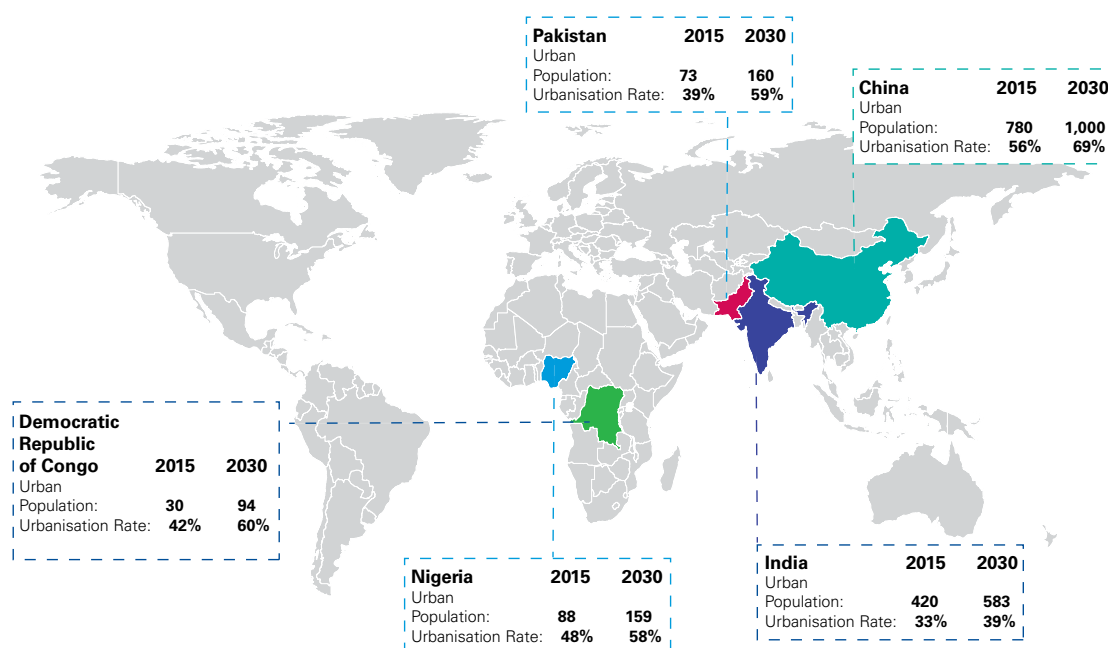 Pakistan 2015 2030
Urban
Population: 73 160
Urbanisation Rate: 39% 59%
China 2015 2030
Urban
Population: 780 1,000
Urbanisation Rate: 56% 69%
Democratic
Republic
of Congo 2015 2030
Urban
Population: 30 94
Urbanisation Rate: 42% 60%
Nigeria 2015 2030
Urban
Population: 88 159
Urbanisation Rate: 48% 58%
India 2015 2030
Urban
Population: 420 583
Urbanisation Rate: 33% 39%